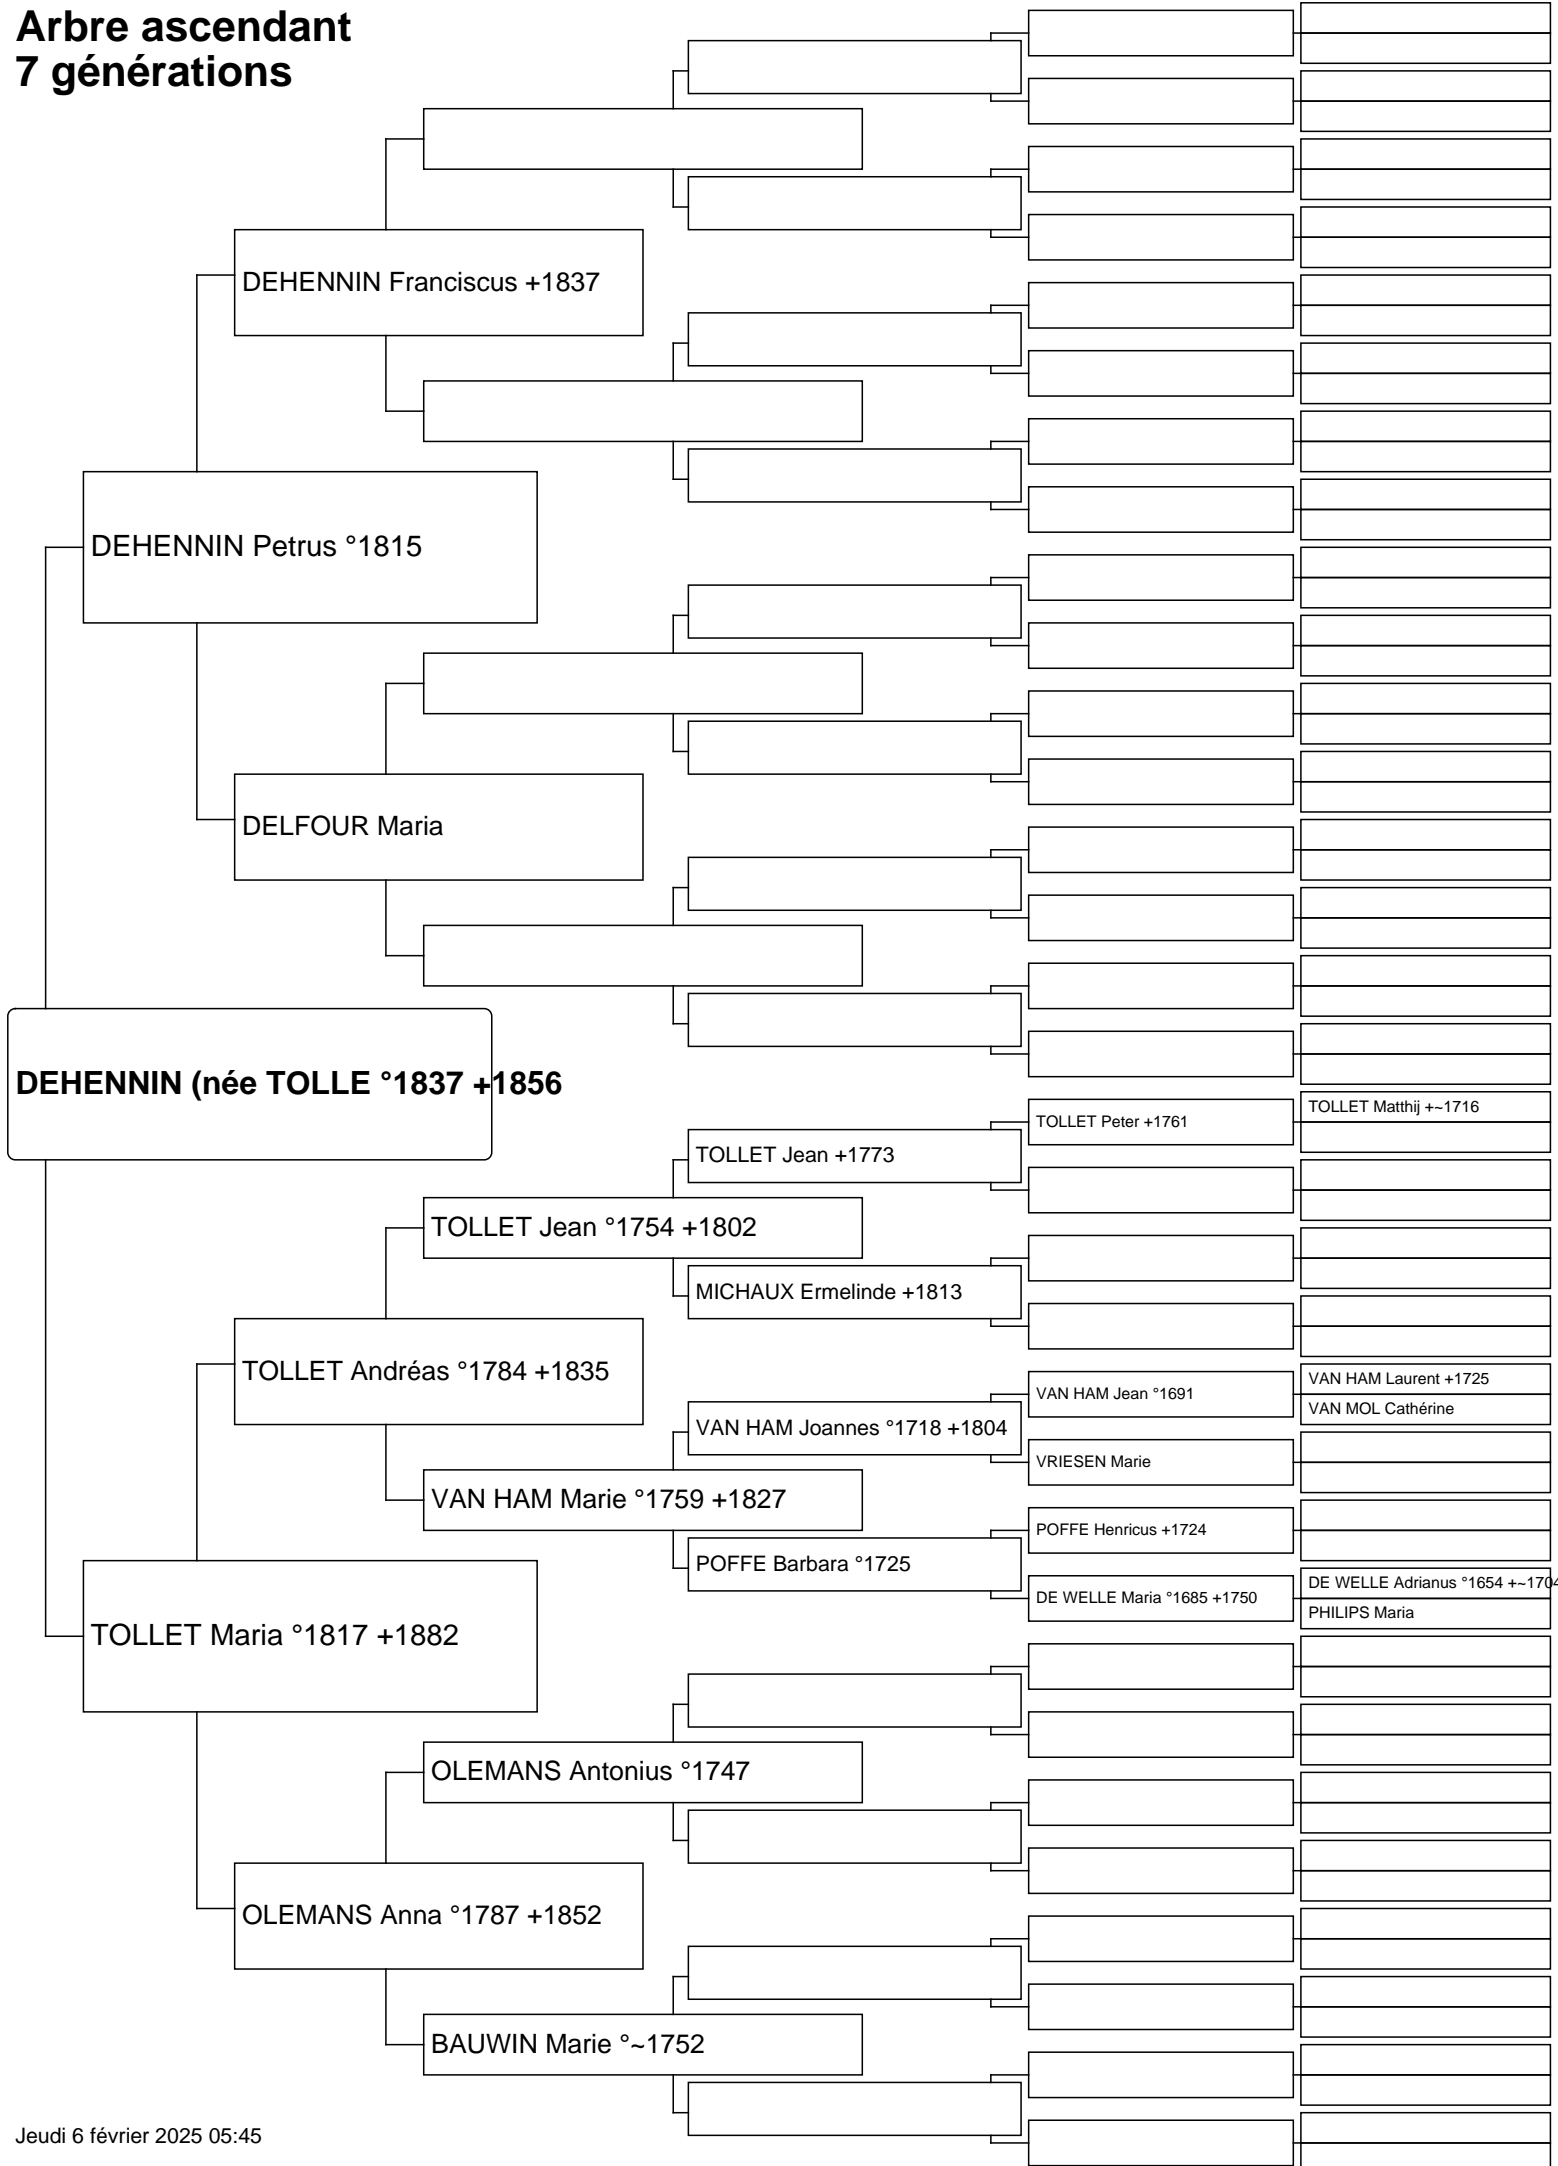 Arbre ascendant
7 générations
DEHENNIN Franciscus +1837
DEHENNIN Petrus °1815
DELFOUR Maria
DEHENNIN (née TOLLE °1837 +1856
TOLLET Matthij +~1716
TOLLET Peter +1761
TOLLET Jean +1773
TOLLET Jean °1754 +1802
MICHAUX Ermelinde +1813
TOLLET Andréas °1784 +1835
VAN HAM Laurent +1725
VAN HAM Jean °1691
VAN MOL Cathérine
VAN HAM Joannes °1718 +1804
VRIESEN Marie
VAN HAM Marie °1759 +1827
POFFE Henricus +1724
POFFE Barbara °1725
DE WELLE Adrianus °1654 +~1704
DE WELLE Maria °1685 +1750
PHILIPS Maria
TOLLET Maria °1817 +1882
OLEMANS Antonius °1747
OLEMANS Anna °1787 +1852
BAUWIN Marie °~1752
Jeudi 6 février 2025 05:45